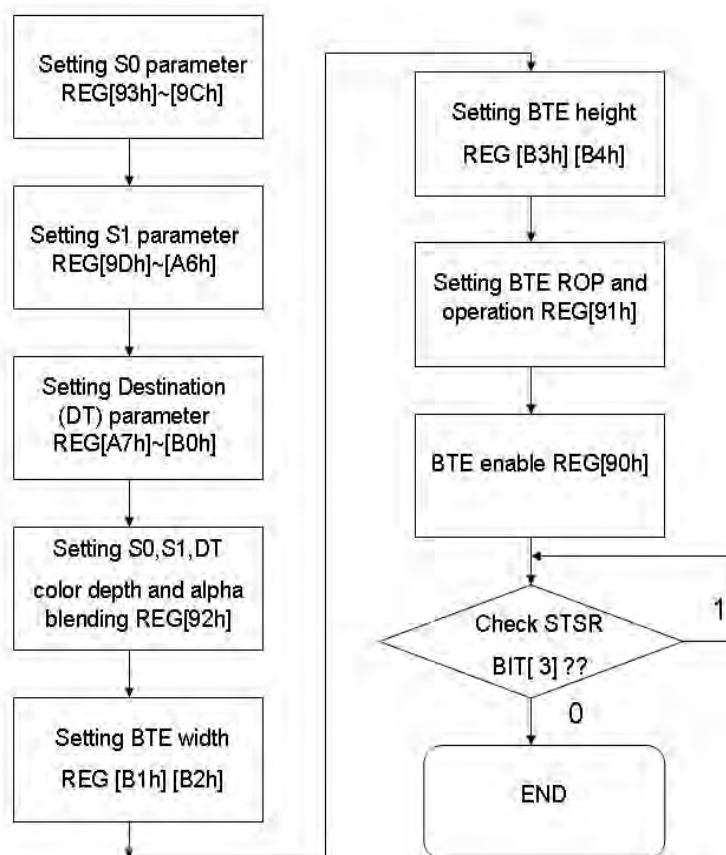 Setting S0 parameter
REG[93h]~[9Ch]
Setting S1 parameter
REG[9Dh]~[A6h]
Setting Destination
(DT) parameter
REG[A7h]~[B0h]
Setting S0,S1,DT
color depth and alpha
blending REG[92h]
Setting BTE width
REG [B1h] [B2h]
Setting BTE height
REG [B3h] [B4h]
Setting BTE ROP and
operation REG[91h]
BTE enable REG[90h]
Check STSR
BIT[ 3] ??
1
0
END